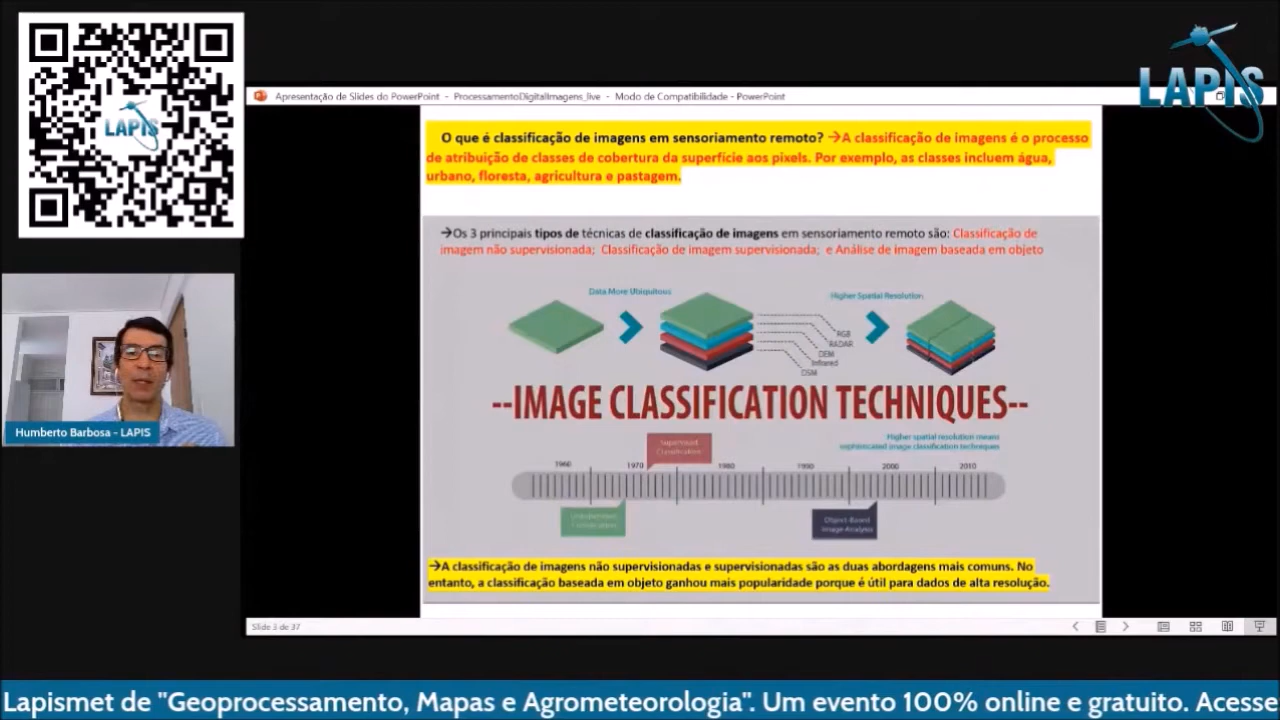 LAPIS
LAPIS
Apresentação de Slides do PowerPoint - ProcessamentoDigitalImagens_live - Modo de Compatibilidade - PowerPoint
O que é classificação de imagens em sensoriamento remoto? →A classificação de imagens é o processo
de atribuição de classes de cobertura da superfície aos pixels. Por exemplo, as classes incluem água,
urbano, floresta, agricultura e pastagem.
→Os 3 principais tipos de técnicas de classificação de imagens em sensoriamento remoto são: Classificação de
imagem não supervisionada; Classificação de imagem supervisionada; e Análise de imagem baseada em objeto
Data More Ubiquitous
Higher Spatial Resolution
RGB
RADAR
DEM
Infrared
DSM
--IMAGE CLASSIFICATION TECHNIQUES--
Higher spatial resolution means
sophisticated image classification techniques
Supervised
Classification
1960 1970 1980 1990 2000 2010
Unsupervised
Classification
Object-Based
Image Analysis
→A classificação de imagens não supervisionadas e supervisionadas são as duas abordagens mais comuns. No
entanto, a classificação baseada em objeto ganhou mais popularidade porque é útil para dados de alta resolução.
Humberto Barbosa - LAPIS
Slide 3 de 37
Lapismet de "Geoprocessamento, Mapas e Agrometeorologia". Um evento 100% online e gratuito. Acesse